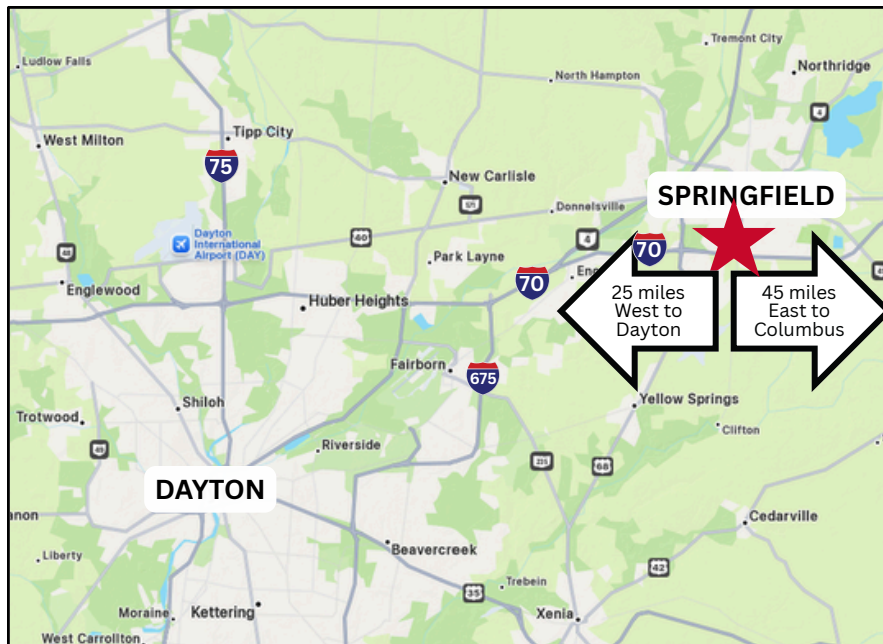 Tremont City
Ludlow Falls
Northridge
North Hampton
4
Tipp City
West Milton
75
New Carlisle
SPRINGFIELD
571
Donnelsville
Dayton
International
Airport (DAY)
40
4
70
48
Park Layne
70
Englewood
Huber Heights
25 miles
West to
Dayton
45 miles
East to
Columbus
Fairborn
675
Shiloh
Yellow Springs
Trotwood
Clifton
Riverside
49
235
68
DAYTON
Cedarville
Beavercreek
Liberty
42
Trebein
35
Moraine
Kettering
Xenia
West Carrollton